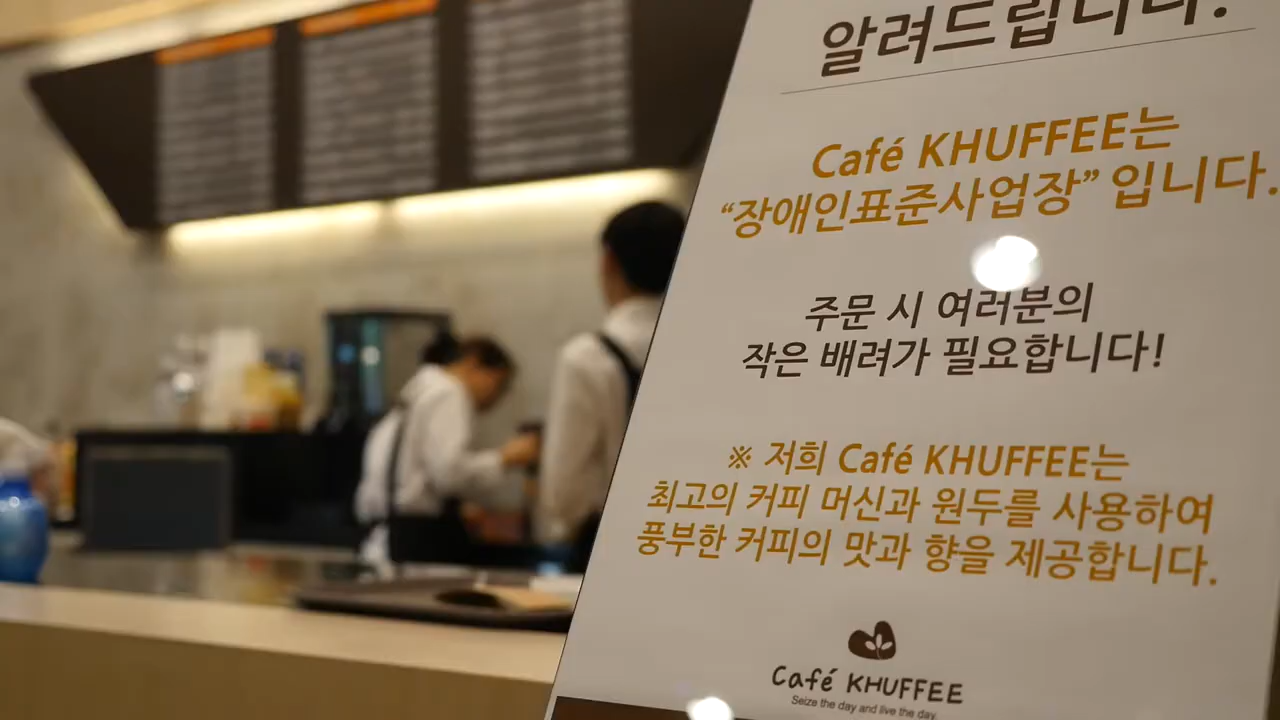 알려드립니다.
Café KHUFFEE는
“장애인표준사업장” 입니다.
주문 시 여러분의
작은 배려가 필요합니다!
※ 저희 Café KHUFFEE는
최고의 커피 머신과 원두를 사용하여
풍부한 커피의 맛과 향을 제공합니다.
Café KHUFFEE
Seize the day and live the day